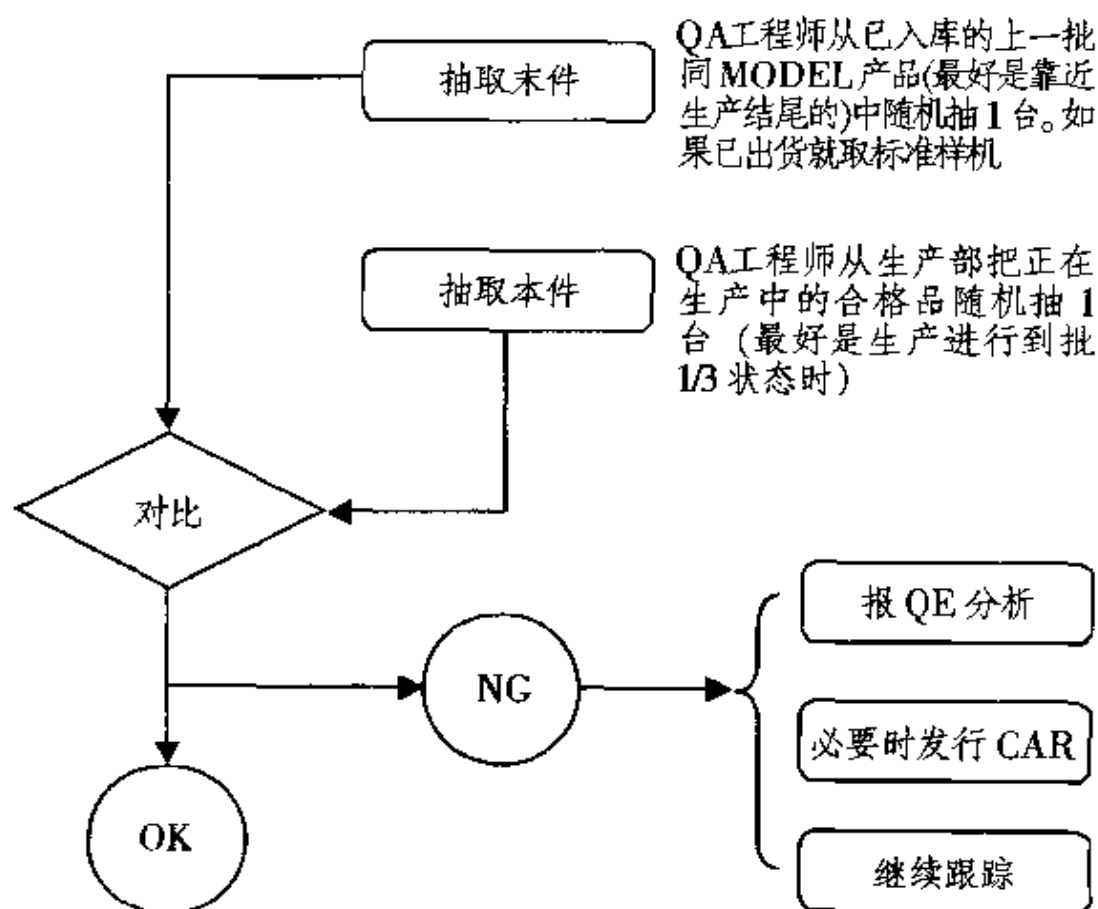 抽取末件
QA工程师从已入库的上一批
同MODEL产品(最好是靠近
生产结尾的)中随机抽1台。如
果已出货就取标准样机
抽取本件
QA工程师从生产部把正在
生产中的合格品随机抽1
台（最好是生产进行到批
1/3状态时）
对比
报QE分析
NG
必要时发行CAR
OK
继续跟踪